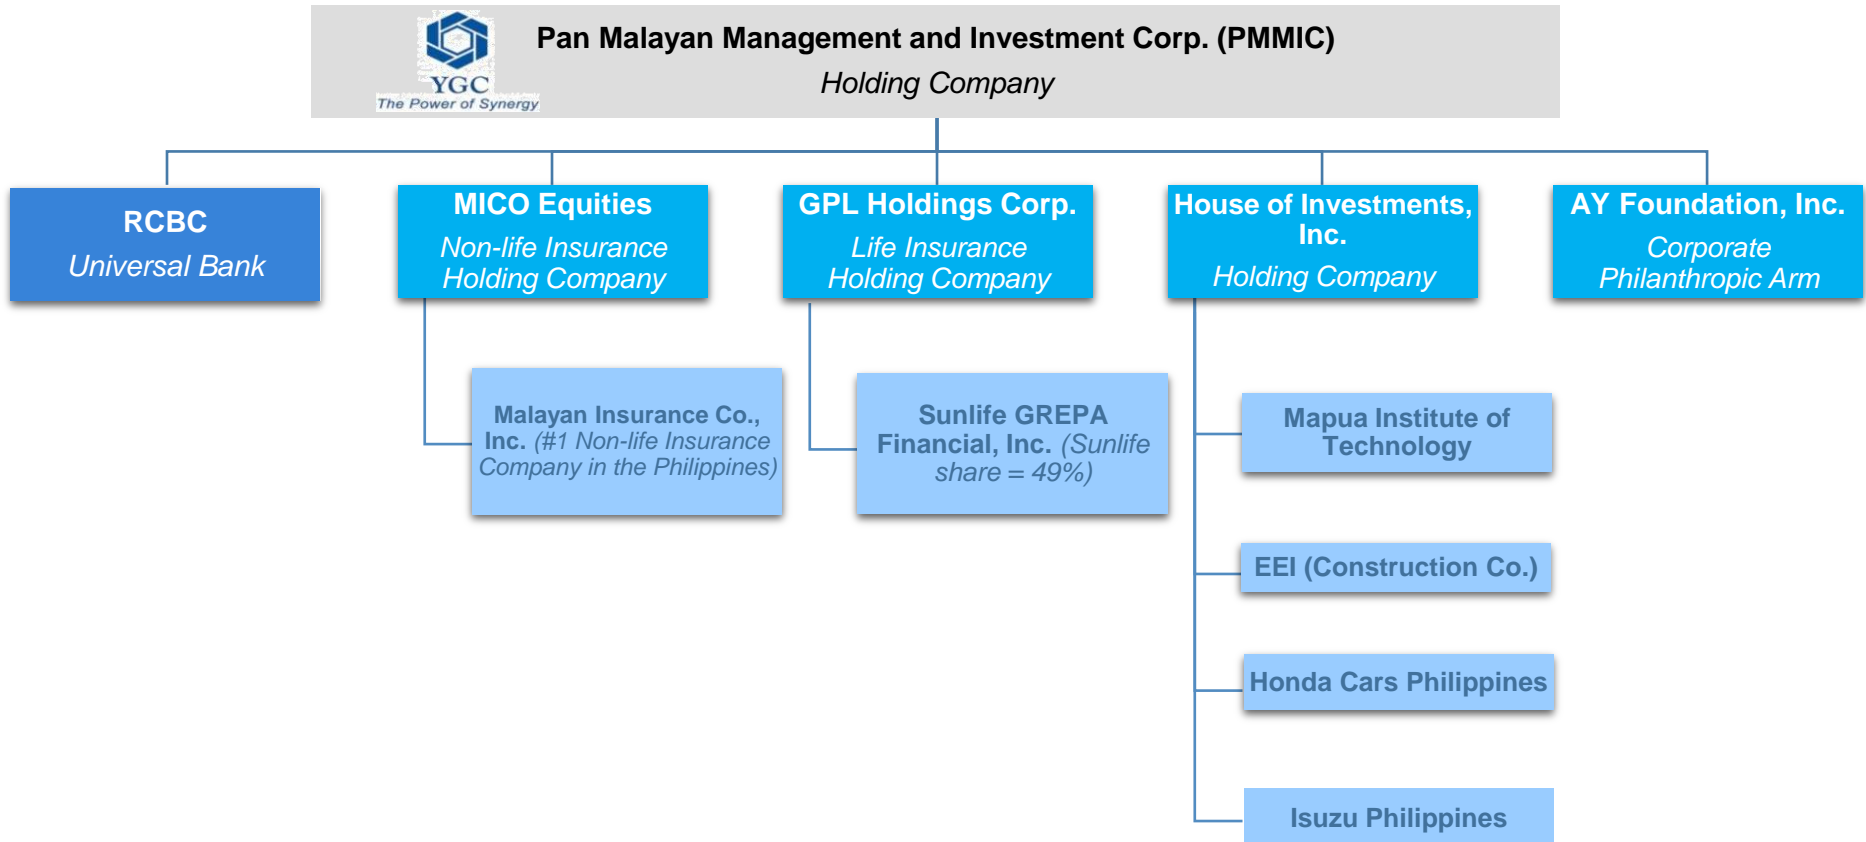 Pan Malayan Management and Investment Corp. (PMMIC)
Holding Company
YGC
The Power of Synergy
RCBC
Universal Bank
MICO Equities
Non-life Insurance
Holding Company
GPL Holdings Corp.
Life Insurance
Holding Company
House of Investments,
Inc.
Holding Company
AY Foundation, Inc.
Corporate
Philanthropic Arm
Malayan Insurance Co.,
Inc. (#1 Non-life Insurance
Company in the Philippines)
Sunlife GREPA
Financial, Inc. (Sunlife
share = 49%)
Mapua Institute of
Technology
EEI (Construction Co.)
Honda Cars Philippines
Isuzu Philippines